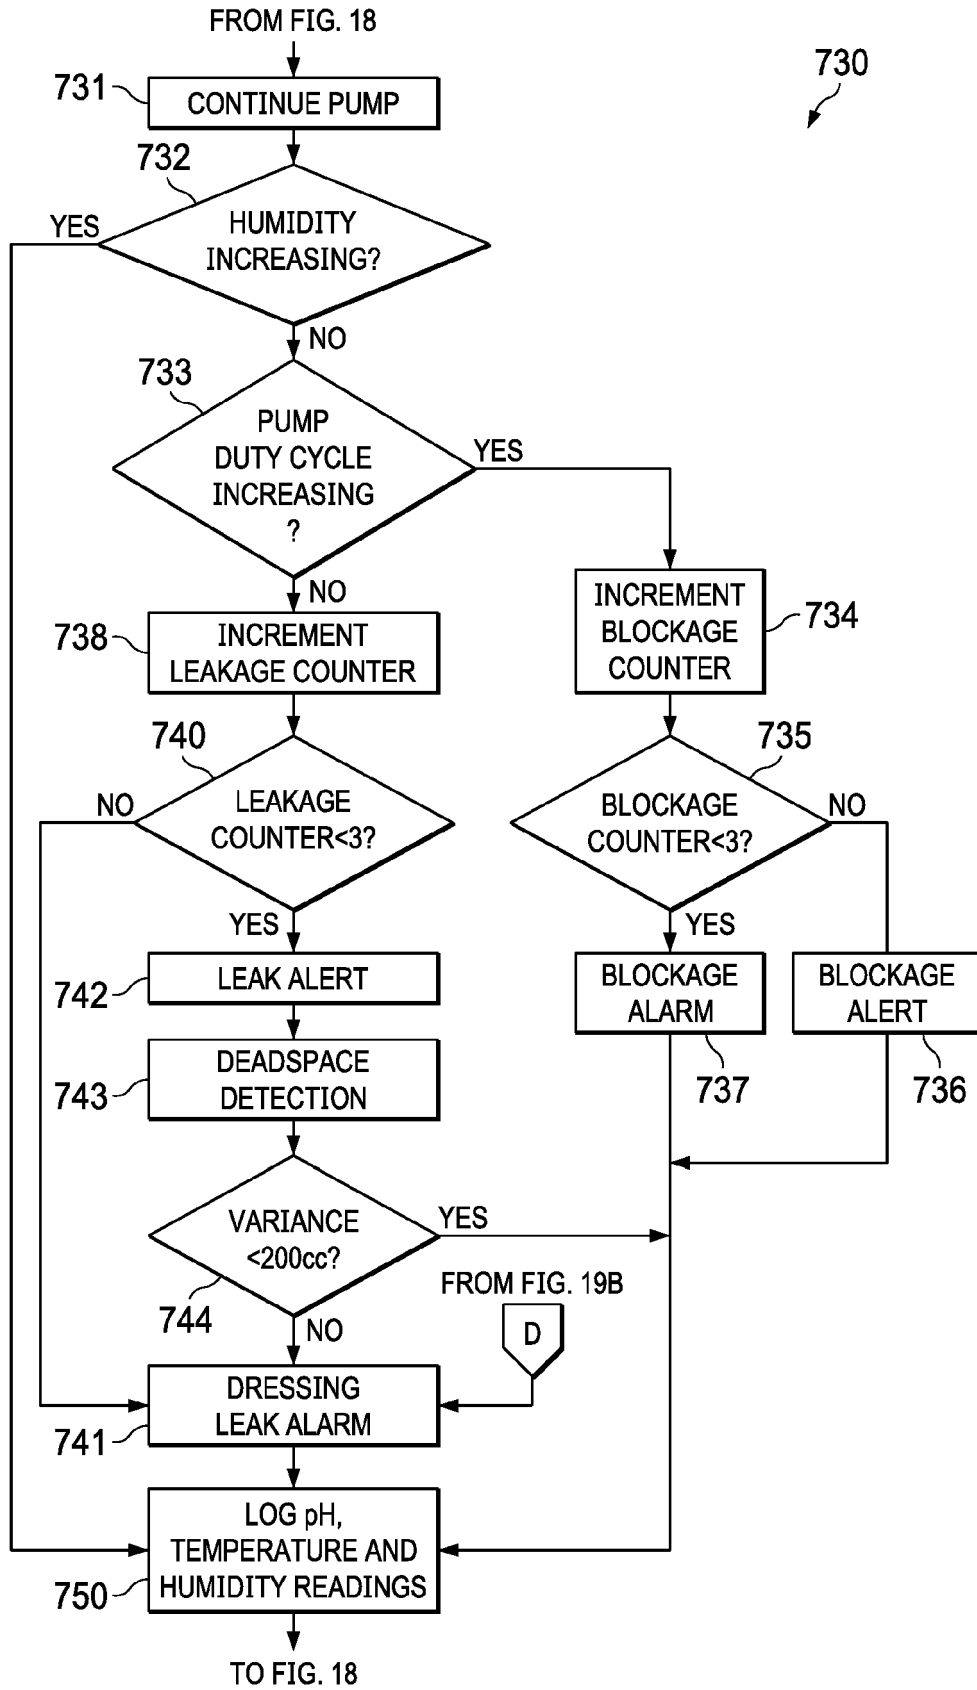 FROM FIG. 18
730
731
CONTINUE PUMP
732
YES
HUMIDITY
INCREASING?
NO
733
PUMP
DUTY CYCLE
INCREASING
?
YES
NO
738
INCREMENT
LEAKAGE COUNTER
INCREMENT
BLOCKAGE
COUNTER
734
740
NO
LEAKAGE
COUNTER<3?
YES
735
BLOCKAGE
COUNTER<3?
NO
YES
742
LEAK ALERT
BLOCKAGE
ALARM
737
BLOCKAGE
ALERT
736
743
DEADSPACE
DETECTION
VARIANCE
<200cc?
YES
744
NO
FROM FIG. 19B
D
DRESSING
LEAK ALARM
741
LOG pH,
TEMPERATURE AND
HUMIDITY READINGS
750
TO FIG. 18